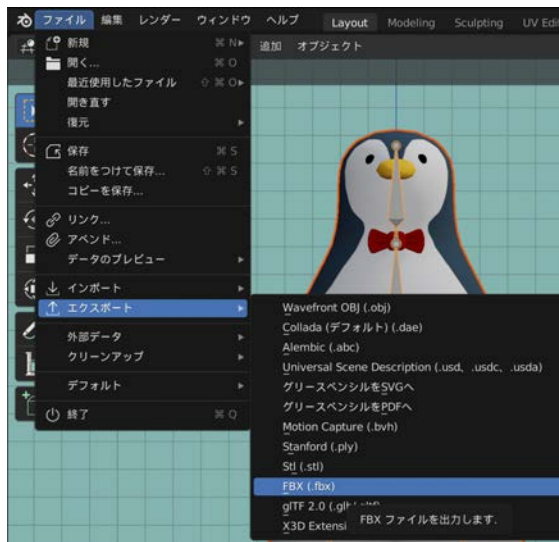 ファイル 編集 レンダー ウィンドウ ヘルプ Layout Modeling Sculpting UV Edi
新規 ⌘ N
追加 オブジェクト
開く... ⌘ O
最近使用したファイル ⇧ ⌘ O
開き直す
復元
保存 ⌘ S
名前をつけて保存... ⇧ ⌘ S
コピーを保存...
リンク...
アペンド...
データのプレビュー
インポート
エクスポート
外部データ
クリーンアップ
デフォルト
終了 ⌘ Q
Wavefront OBJ (.obj)
Collada (デフォルト) (.dae)
Alembic (.abc)
Universal Scene Description (.usd、.usdc、.usda)
グリースペンシルをSVGへ
グリースペンシルをPDFへ
Motion Capture (.bvh)
Stanford (.ply)
Stl (.stl)
FBX (.fbx)
glTF 2.0
FBX ファイルを出力します.
X3D Extensi